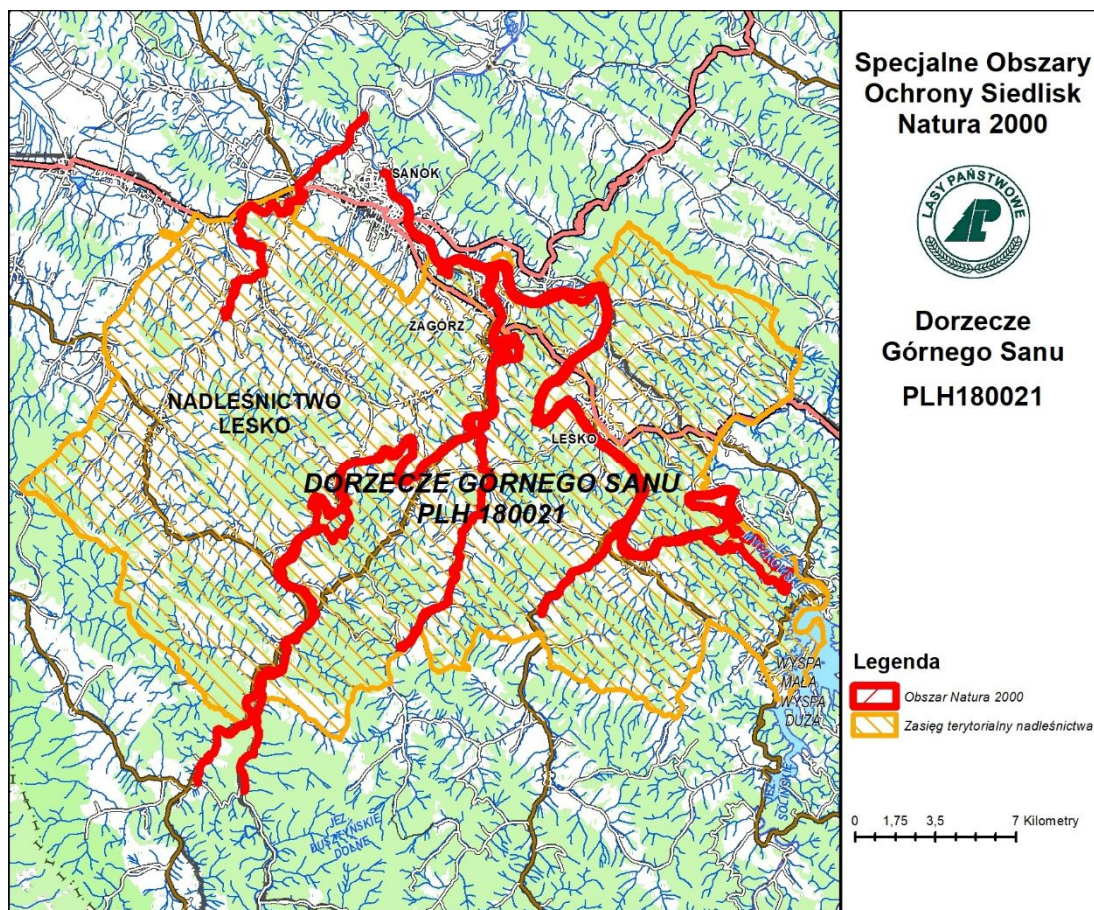 SANOK
ZAGÓRZ
NADLEŚNICTWO
LESKO
LESKO
DORZECZE GÓRNEGO SANU
PLH 180021
WYSPA
MAŁA
WYSPA
DUŻA
JEZ
SOLIŃSKIE
Specjalne Obszary
Ochrony Siedlisk
Natura 2000
LASY PAŃSTWOWE
Dorzecze
Górnego Sanu
PLH180021
Legenda
Obszar Natura 2000
Zasięg terytorialny nadleśnictwa
0 1,75 3,5 7 Kilometry